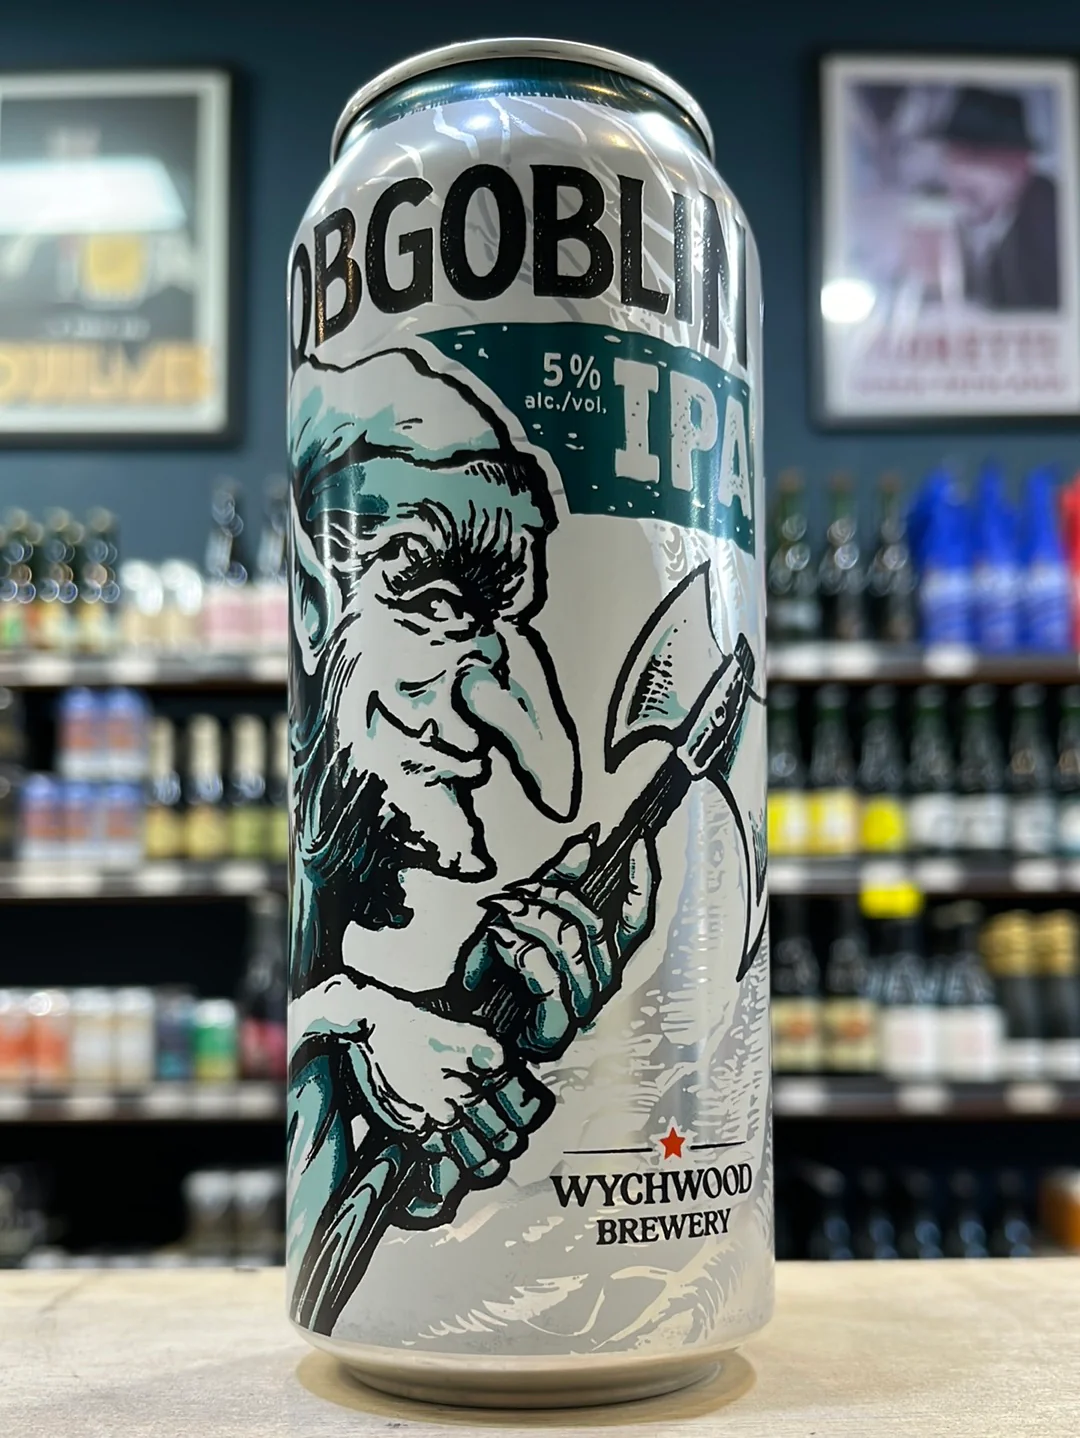 OBGOBLIN
5%
alc./vol.
IPA
WYCHWOOD
BREWERY